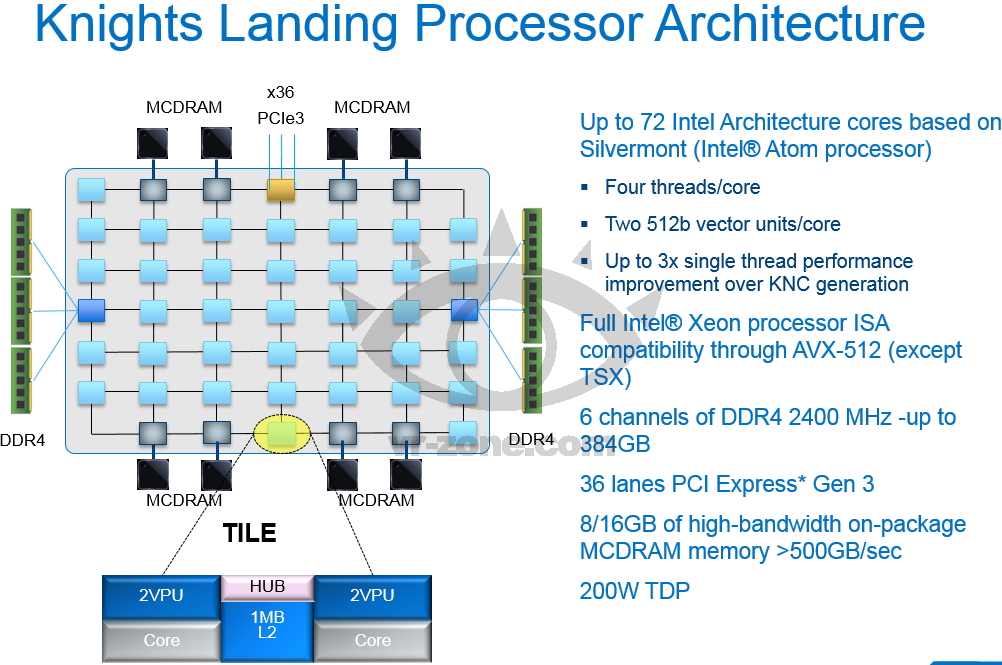 Knights Landing Processor Architecture
x36
PCIe3
MCDRAM
MCDRAM
DDR4
DDR4
MCDRAM
MCDRAM
TILE
2VPU
HUB
2VPU
Core
1MB
L2
Core
Up to 72 Intel Architecture cores based on
Silvermont (Intel® Atom processor)
▪ Four threads/core
▪ Two 512b vector units/core
▪ Up to 3x single thread performance
improvement over KNC generation
Full Intel® Xeon processor ISA
compatibility through AVX-512 (except
TSX)
6 channels of DDR4 2400 MHz -up to
384GB
36 lanes PCI Express* Gen 3
8/16GB of high-bandwidth on-package
MCDRAM memory >500GB/sec
200W TDP
vr-zone.com